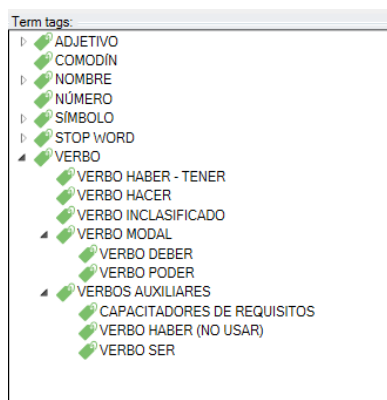 Term tags:
ADJETIVO
COMODÍN
NOMBRE
NÚMERO
SÍMBOLO
STOP WORD
VERBO
VERBO HABER - TENER
VERBO HACER
VERBO INCLASIFICADO
VERBO MODAL
VERBO DEBER
VERBO PODER
VERBOS AUXILIARES
CAPACITADORES DE REQUISITOS
VERBO HABER (NO USAR)
VERBO SER